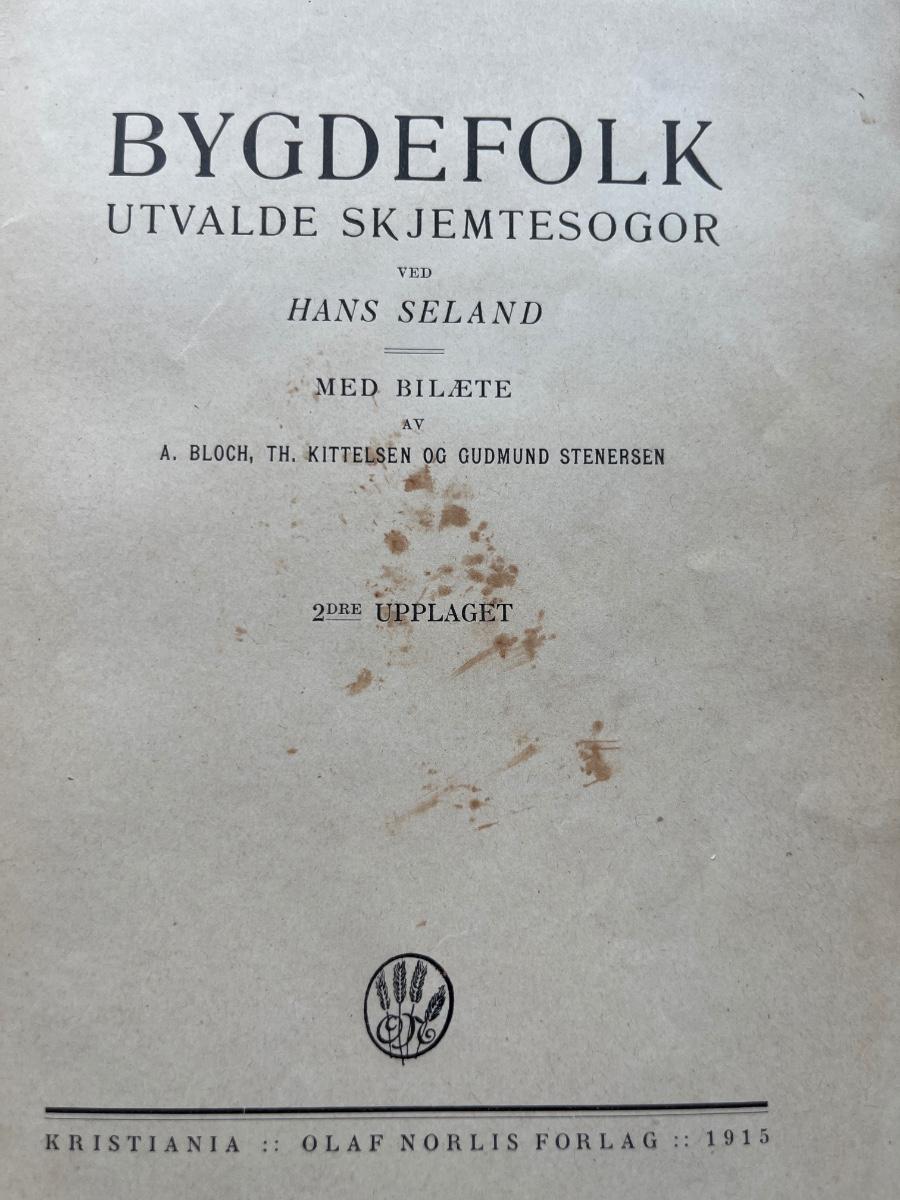 BYGDEFOLK
UTVALDE SKJEMTESOGOR
VED
HANS SELAND
MED BILÆTE
AV
A. BLOCH, TH. KITTELSEN OG GUDMUND STENERSEN
2DRE UPPLAGET
ON
KRISTIANIA :: OLAF NORLIS FORLAG :: 1915